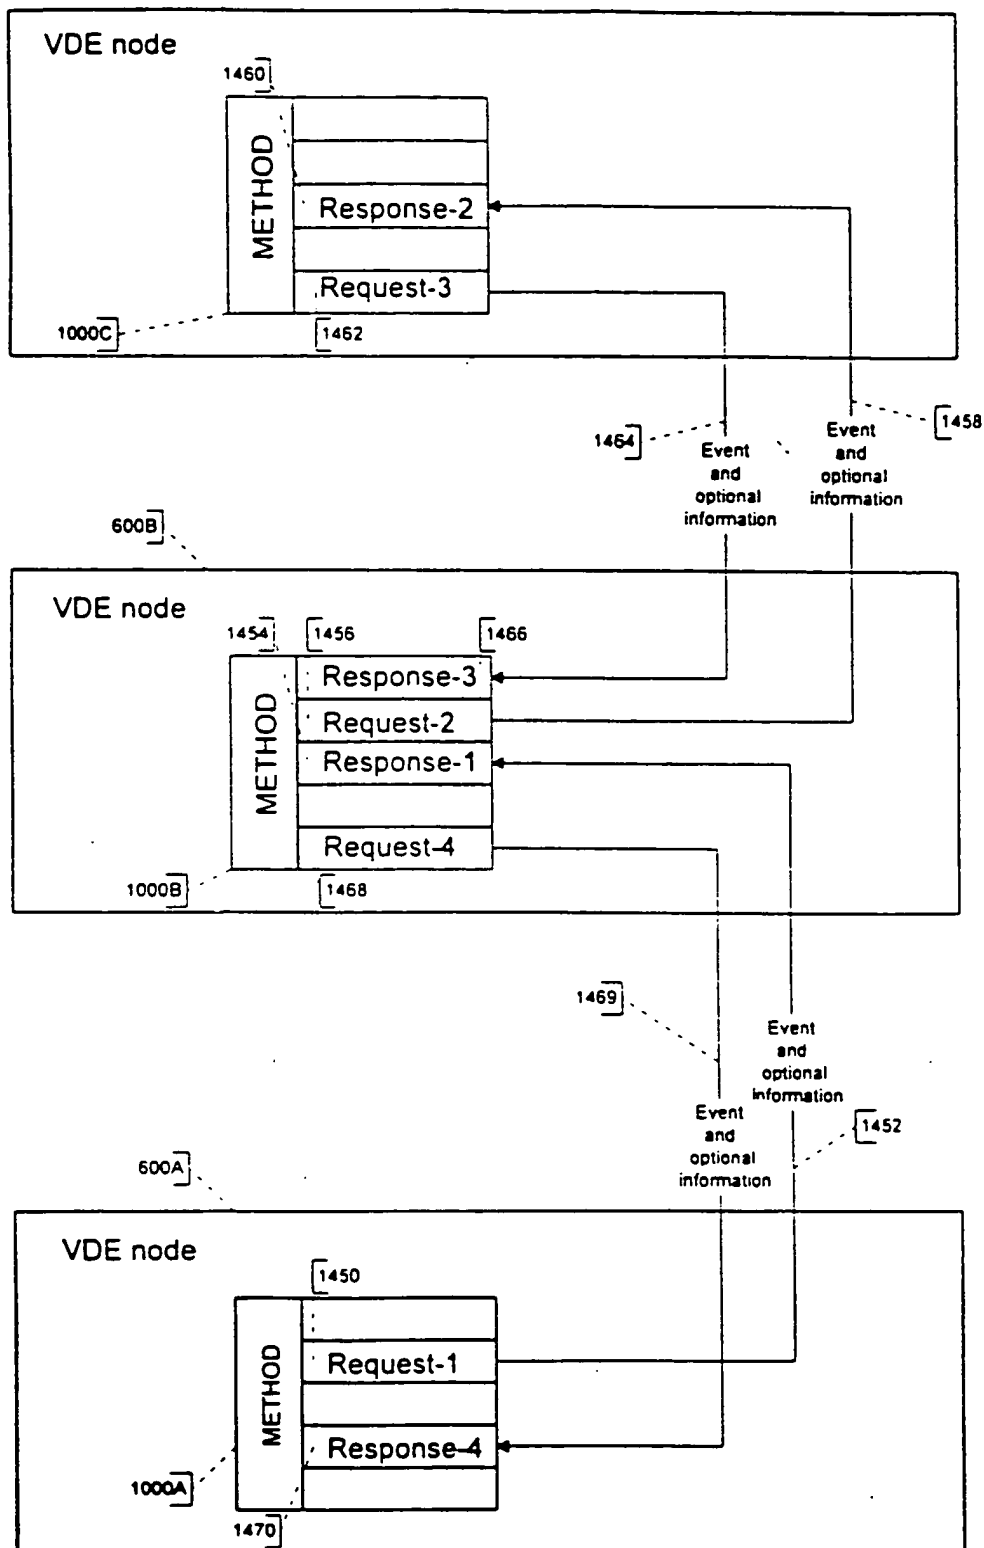 VDE node
1460
METHOD
Response-2
Request-3
1000C
1462
1464
1458
Event
and
optional
information
Event
and
optional
information
600B
VDE node
1454
1456
1466
METHOD
Response-3
Request-2
Response-1
Request-4
1000B
1468
1469
Event
and
optional
information
Event
and
optional
information
1452
600A
VDE node
1450
METHOD
Request-1
Response-4
1000A
1470